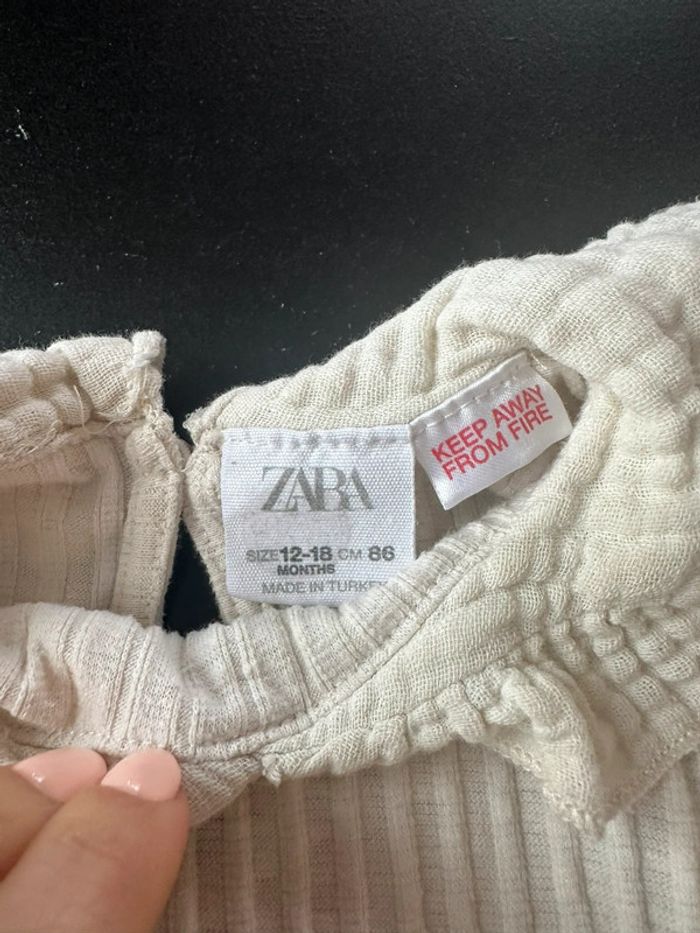 ZARA
SIZE 12-18 CM 86
MONTHS
MADE IN TURKEY
KEEP AWAY
FROM FIRE